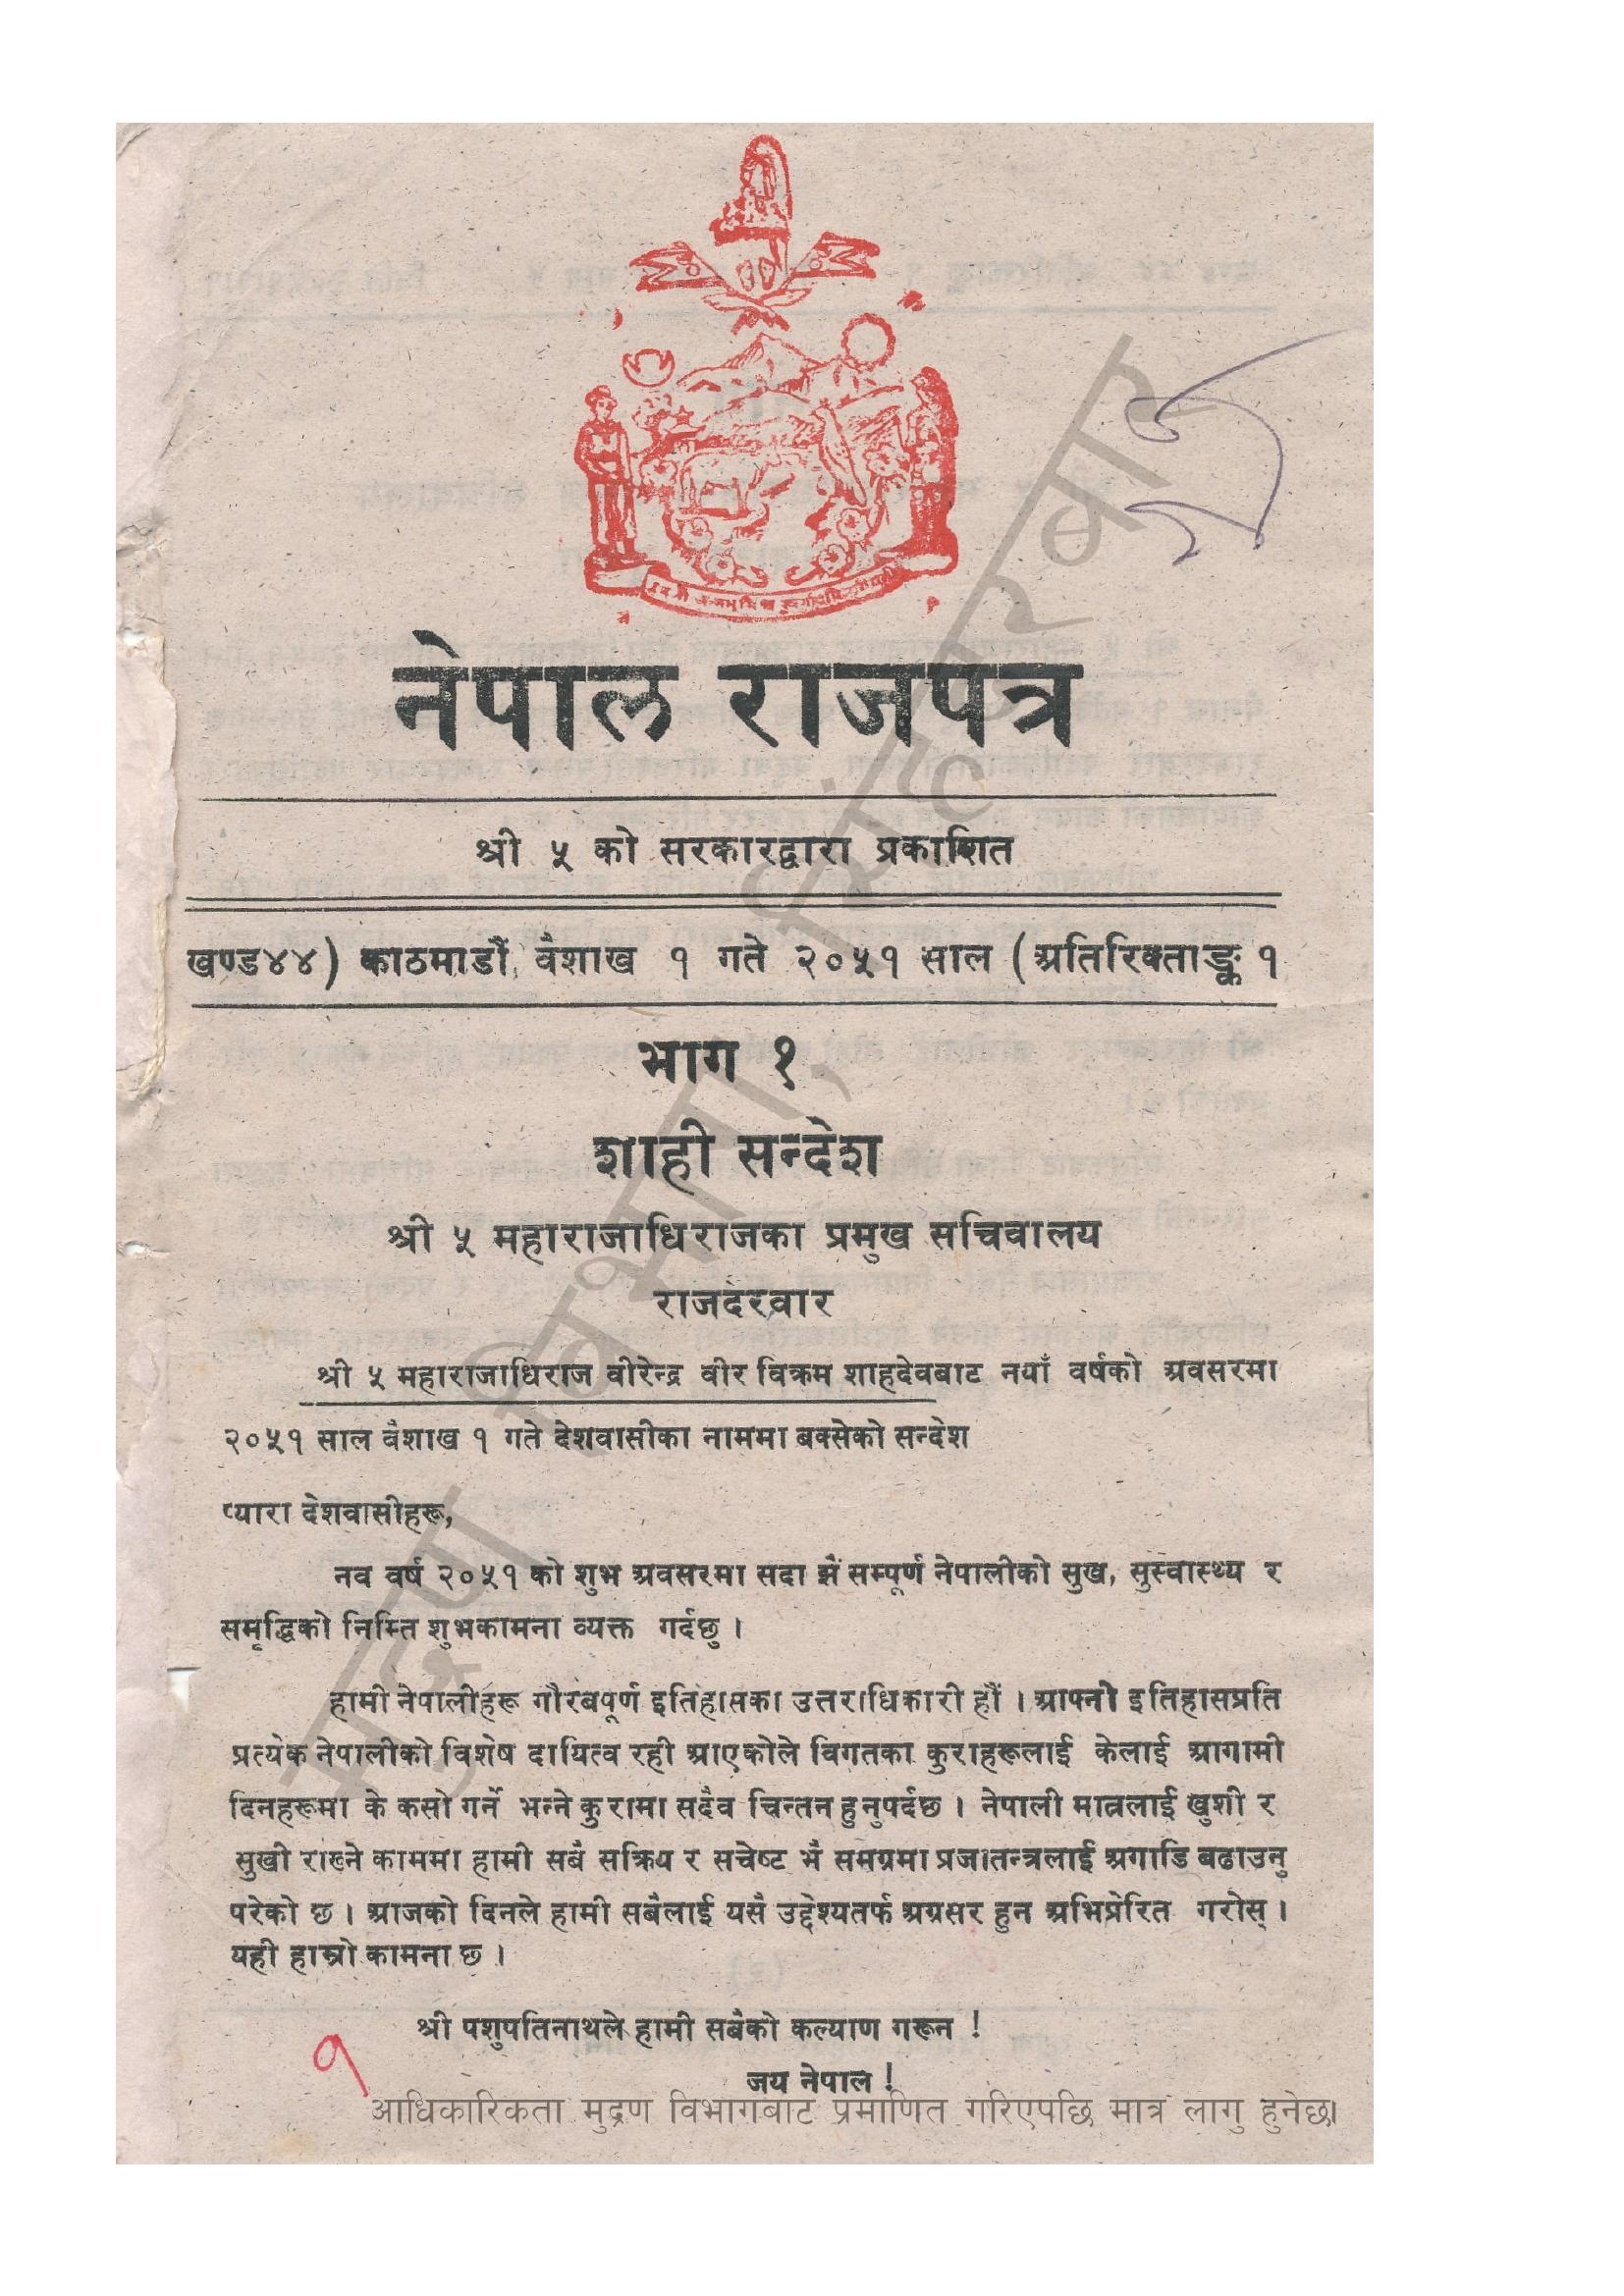 नेपाल राजपत्र
श्री ५ को सरकारद्वारा प्रकाशित
खण्ड४४) काठमाडौं, वैशाख १ गते २०५१ साल (अतिरिक्ताङ्क १
भाग १
शाही सन्देश
श्री ५ महाराजाधिराजका प्रमुख सचिवालय
राजदरवार
श्री ५ महाराजाधिराज वीरेन्द्र वीर विक्रम शाहदेवबाट नयाँ वर्षको अवसरमा
२०५१ साल वैशाख १ गते देशवासीका नाममा बक्सेको सन्देश
प्यारा देशवासीहरू,
नव वर्ष २०५१ को शुभ अवसरमा सदा झैं सम्पूर्ण नेपालीको सुख, सुस्वास्थ्य र
समृद्धिको निम्ति शुभकामना व्यक्त गर्दछु ।
हामी नेपालीहरू गौरबपूर्ण इतिहासका उत्तराधिकारी हौं । आफ्नो इतिहासप्रति
प्रत्येक नेपालीको विशेष दायित्व रही आएकोले विगतका कुराहरूलाई केलाई आगामी
दिनहरूमा के कसो गर्ने भन्ने कुरामा सदैव चिन्तन हुनुपर्दछ । नेपाली मात्रलाई खुशी र
सुखी राख्ने काममा हामी सबै सक्रिय र सचेष्ट भै समग्रमा प्रजातन्त्रलाई अगाडि बढाउनु
परेको छ । आजको दिनले हामी सबैलाई यसै उद्देश्यतर्फ अग्रसर हुन अभिप्रेरित गरोस् ।
यही हाम्रो कामना छ ।
श्री पशुपतिनाथले हामी सबैको कल्याण गरून !
जय नेपाल !
१
आधिकारिकता मुद्रण विभागबाट प्रमाणित गरिएपछि मात्र लागु हुनेछ।
मुद्रण विभाग, सिंहदरबार